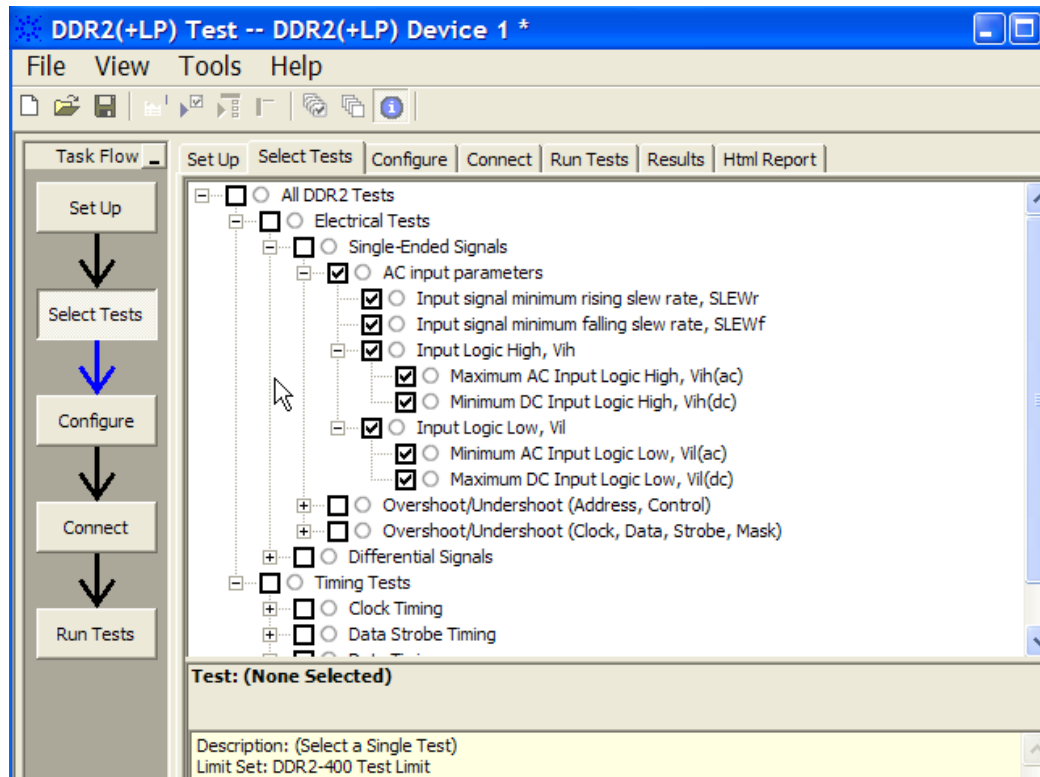 DDR2(+LP) Test -- DDR2(+LP) Device 1 *
File View Tools Help
Task Flow
Set Up
Select Tests
Configure
Connect
Run Tests
Set Up Select Tests Configure Connect Run Tests Results Html Report
All DDR2 Tests
Electrical Tests
Single-Ended Signals
AC input parameters
Input signal minimum rising slew rate, SLEWr
Input signal minimum falling slew rate, SLEWf
Input Logic High, Vih
Maximum AC Input Logic High, Vih(ac)
Minimum DC Input Logic High, Vih(dc)
Input Logic Low, Vil
Minimum AC Input Logic Low, Vil(ac)
Maximum DC Input Logic Low, Vil(dc)
Overshoot/Undershoot (Address, Control)
Overshoot/Undershoot (Clock, Data, Strobe, Mask)
Differential Signals
Timing Tests
Clock Timing
Data Strobe Timing
Test: (None Selected)
Description: (Select a Single Test)
Limit Set: DDR2-400 Test Limit